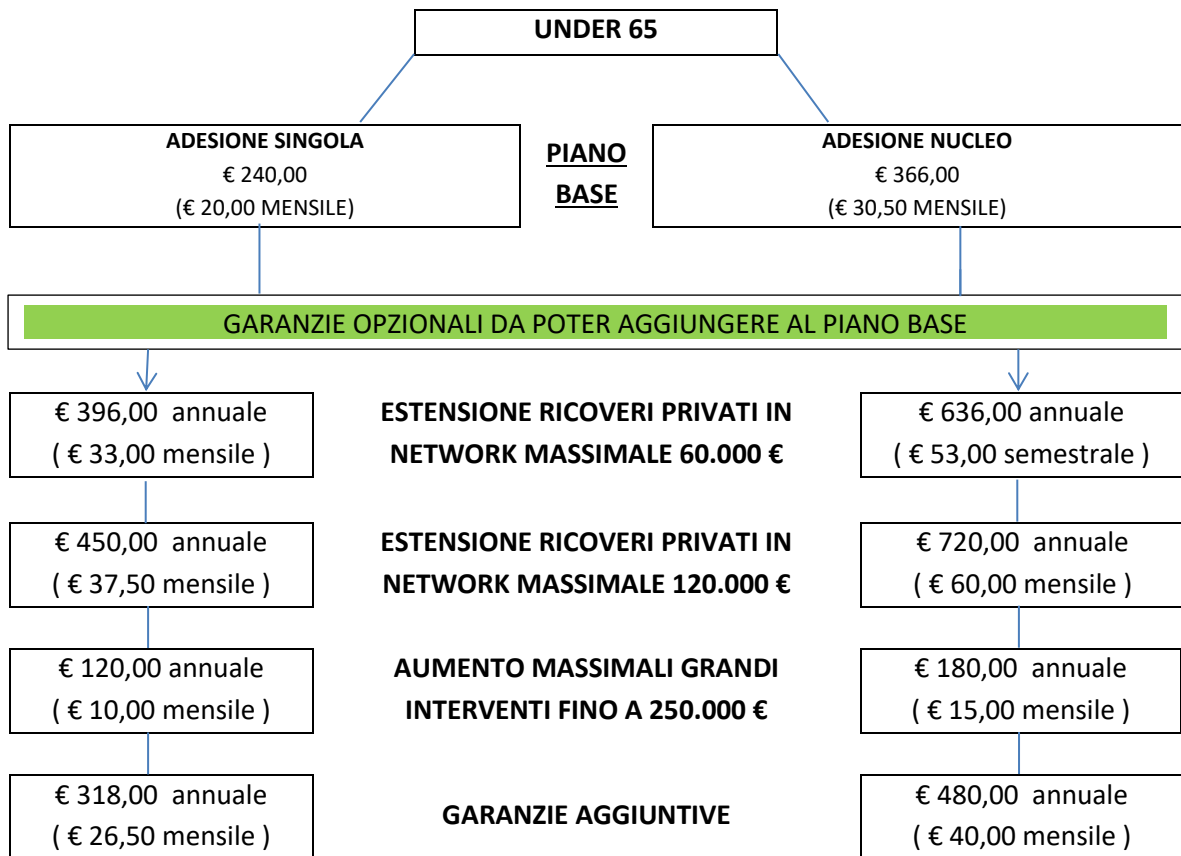 UNDER 65
ADESIONE SINGOLA
€ 240,00
(€ 20,00 MENSILE)
PIANO
BASE
ADESIONE NUCLEO
€ 366,00
(€ 30,50 MENSILE)
GARANZIE OPZIONALI DA POTER AGGIUNGERE AL PIANO BASE
€ 396,00 annuale
( € 33,00 mensile )
ESTENSIONE RICOVERI PRIVATI IN
NETWORK MASSIMALE 60.000 €
€ 636,00 annuale
( € 53,00 semestrale )
€ 450,00 annuale
( € 37,50 mensile )
ESTENSIONE RICOVERI PRIVATI IN
NETWORK MASSIMALE 120.000 €
€ 720,00 annuale
( € 60,00 mensile )
€ 120,00 annuale
( € 10,00 mensile )
AUMENTO MASSIMALI GRANDI
INTERVENTI FINO A 250.000 €
€ 180,00 annuale
( € 15,00 mensile )
€ 318,00 annuale
( € 26,50 mensile )
GARANZIE AGGIUNTIVE
€ 480,00 annuale
( € 40,00 mensile )